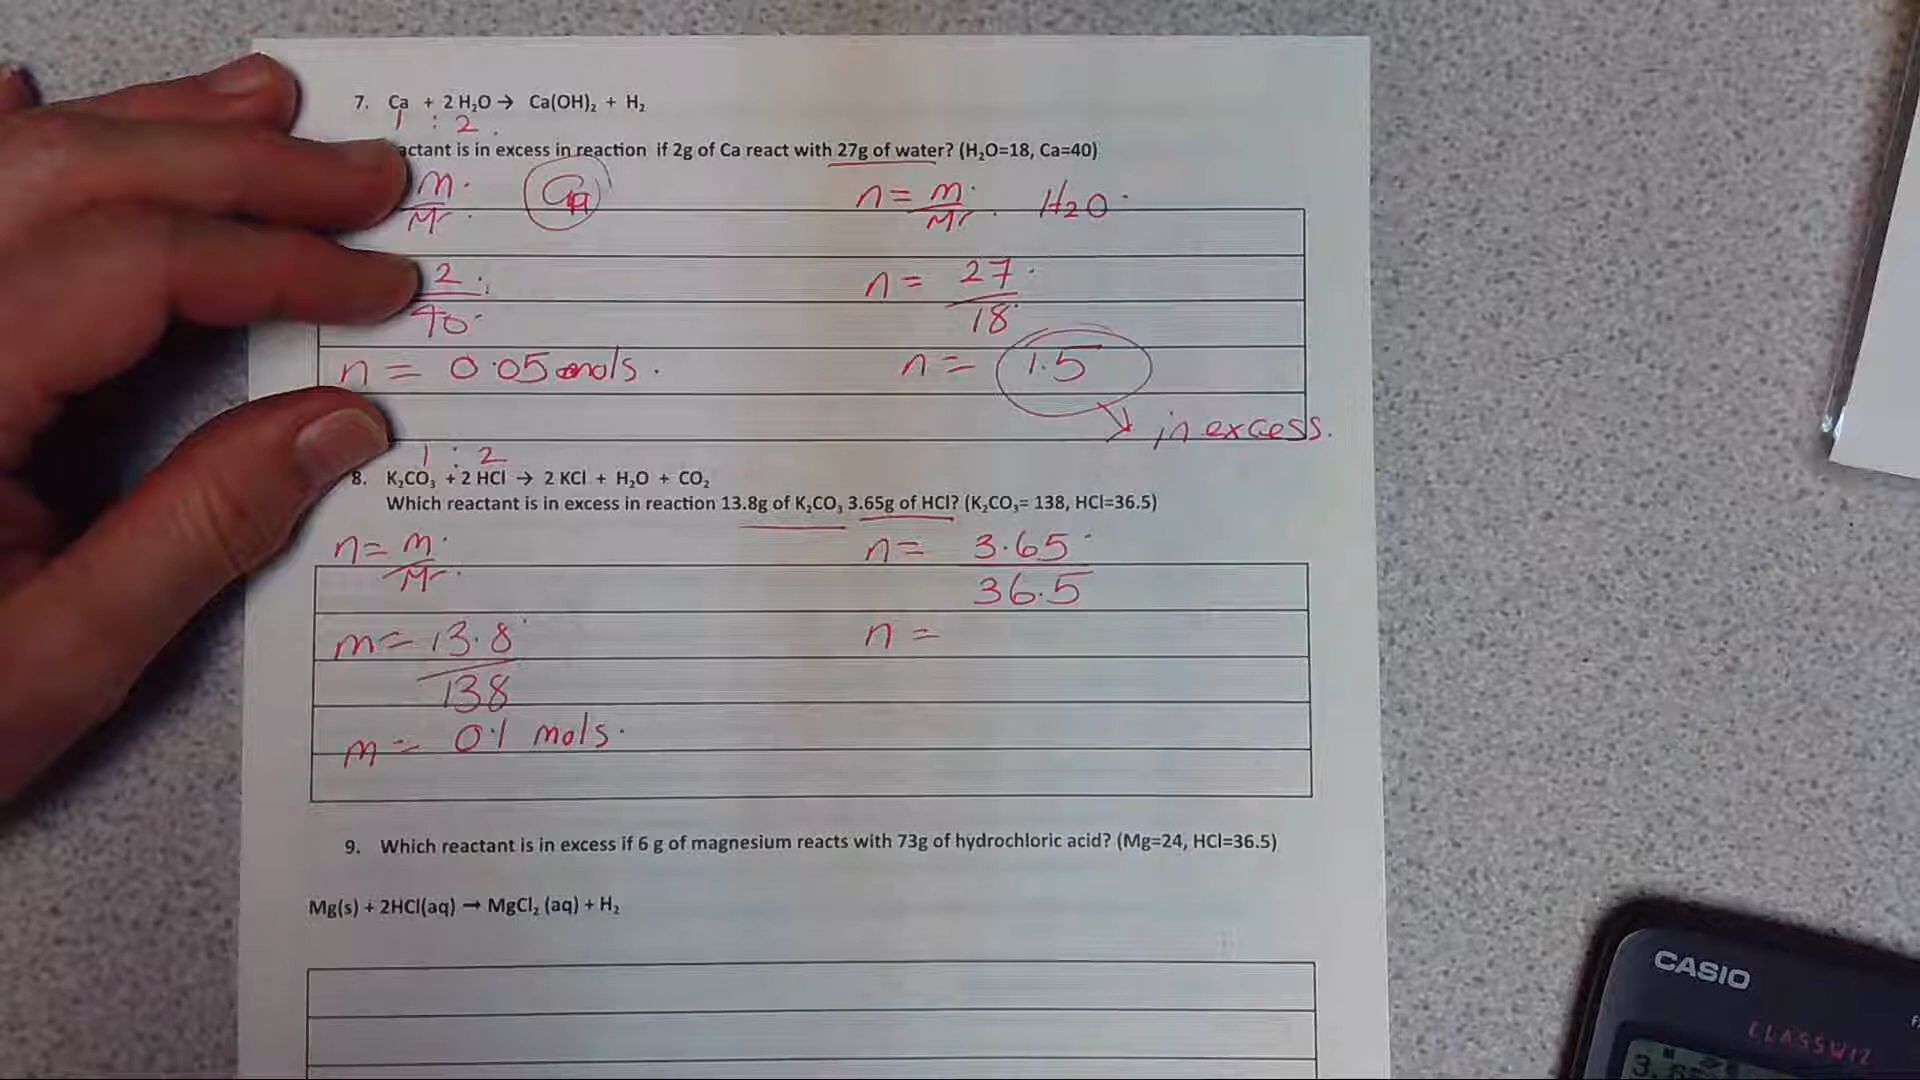 7. Ca + 2 H₂O → Ca(OH)₂ + H₂
1 : 2
actant is in excess in reaction if 2g of Ca react with 27g of water? (H₂O=18, Ca=40)
m Ca n = m H₂O
Mr Mr
2 n = 27
40 18
n = 0.05 mols. n = 1.5
→ in excess.
1 : 2
8. K₂CO₃ + 2 HCl → 2 KCl + H₂O + CO₂
Which reactant is in excess in reaction 13.8g of K₂CO₃ 3.65g of HCl? (K₂CO₃= 138, HCl=36.5)
n = m n = 3.65
Mr 36.5
m = 13.8 n =
138
m = 0.1 mols.
9. Which reactant is in excess if 6 g of magnesium reacts with 73g of hydrochloric acid? (Mg=24, HCl=36.5)
Mg(s) + 2HCl(aq) → MgCl₂ (aq) + H₂
CASIO
CLASSWIZ